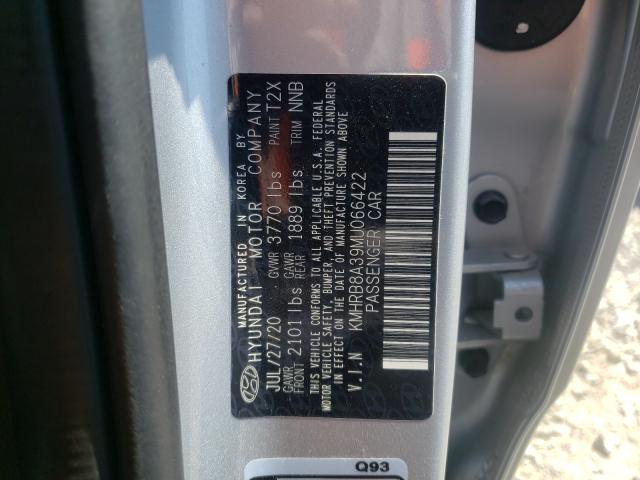 MANUFACTURED IN KOREA BY
HYUNDAI MOTOR COMPANY
JUL/27/20 GVWR 3770 lbs PAINT T2X
GAWR FRONT 2101 lbs GAWR REAR 1889 lbs TRIM NNB
THIS VEHICLE CONFORMS TO ALL APPLICABLE U.S.A. FEDERAL
MOTOR VEHICLE SAFETY, BUMPER, AND THEFT PREVENTION STANDARDS
IN EFFECT ON THE DATE OF MANUFACTURE SHOWN ABOVE
V.I.N KMHRB8A39MU066422
PASSENGER CAR
Q93